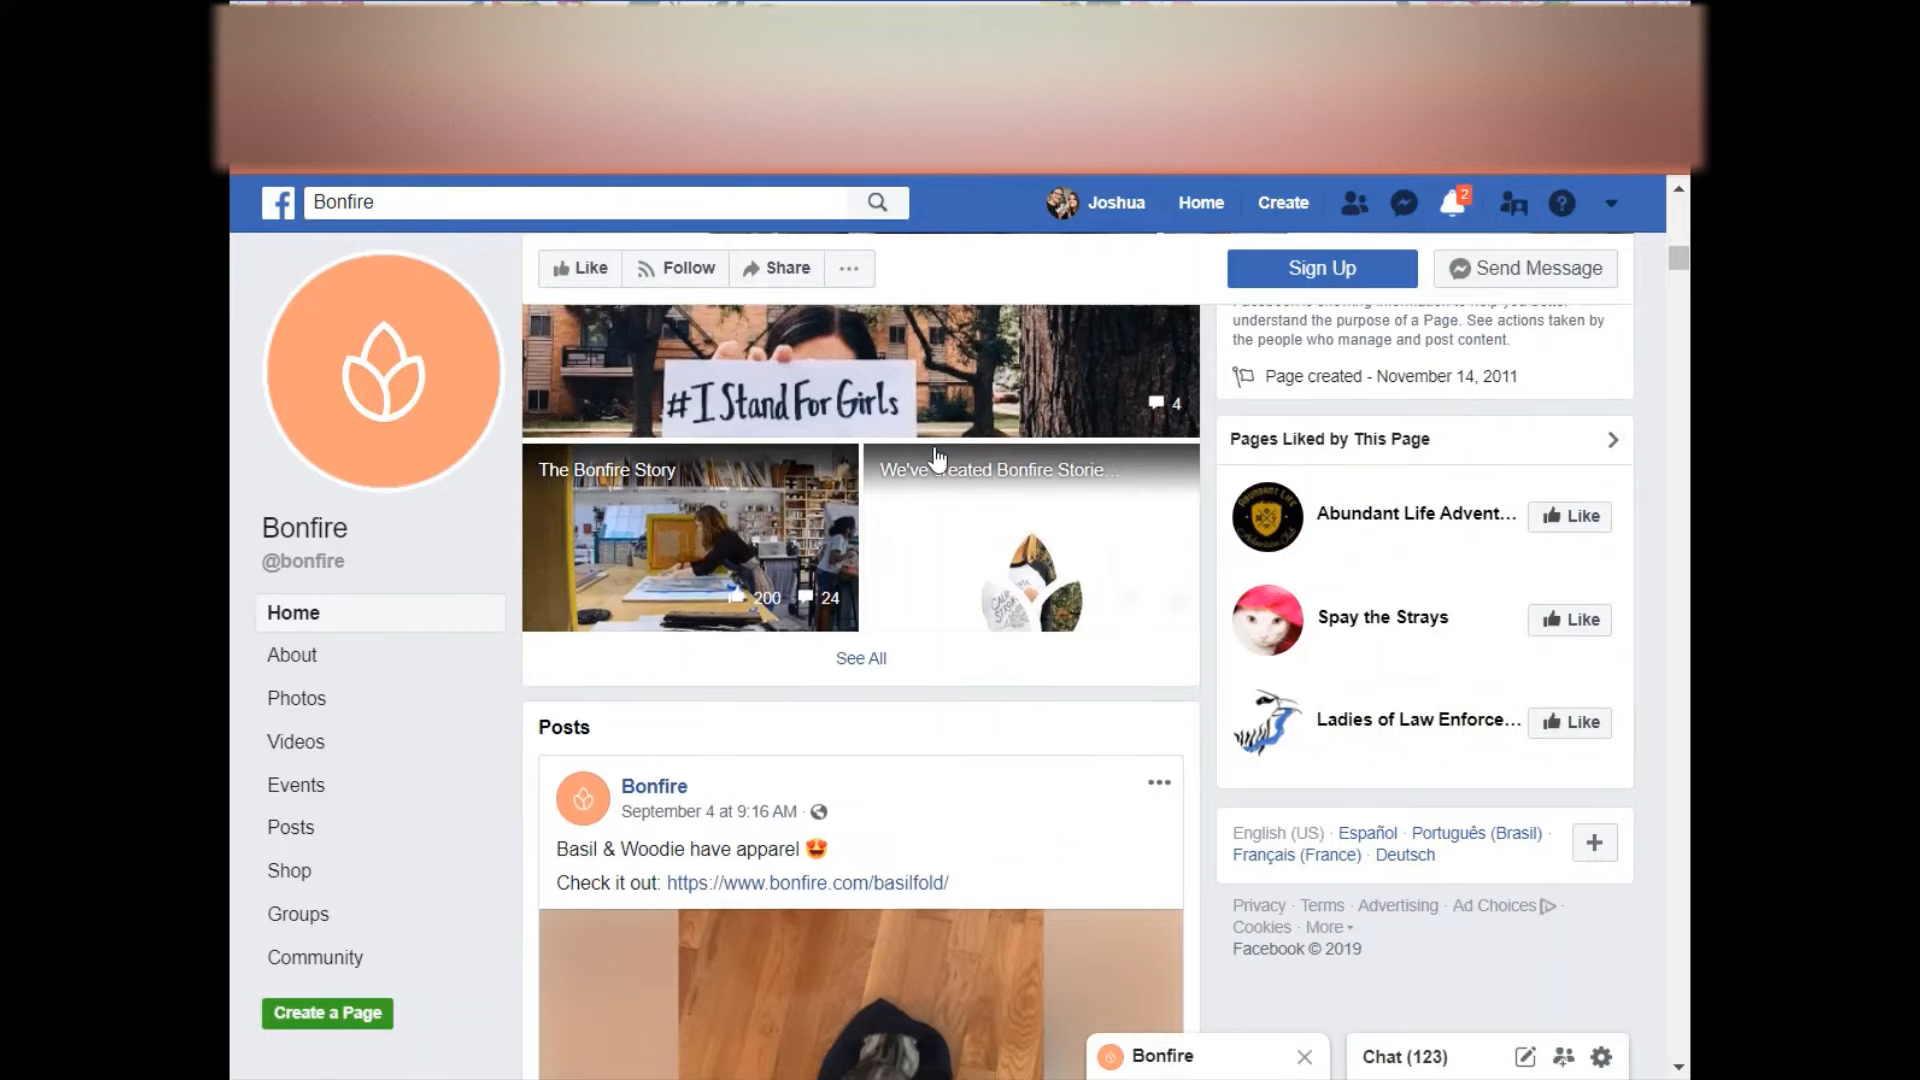 Bonfire
Joshua
Home
Create
2
Like
Follow
Share
Sign Up
Send Message
Bonfire
@bonfire
Home
About
Photos
Videos
Events
Posts
Shop
Groups
Community
Create a Page
#I Stand For Girls
4
The Bonfire Story
200
24
We've created Bonfire Storie...
See All
Posts
Bonfire
September 4 at 9:16 AM ·
Basil & Woodie have apparel 😍
Check it out: https://www.bonfire.com/basilfold/
understand the purpose of a Page. See actions taken by
the people who manage and post content.
Page created - November 14, 2011
Pages Liked by This Page
Abundant Life Advent...
Like
Spay the Strays
Like
Ladies of Law Enforce...
Like
English (US) · Español · Português (Brasil) ·
Français (France) · Deutsch
Privacy · Terms · Advertising · Ad Choices ·
Cookies · More
Facebook © 2019
Bonfire
Chat (123)